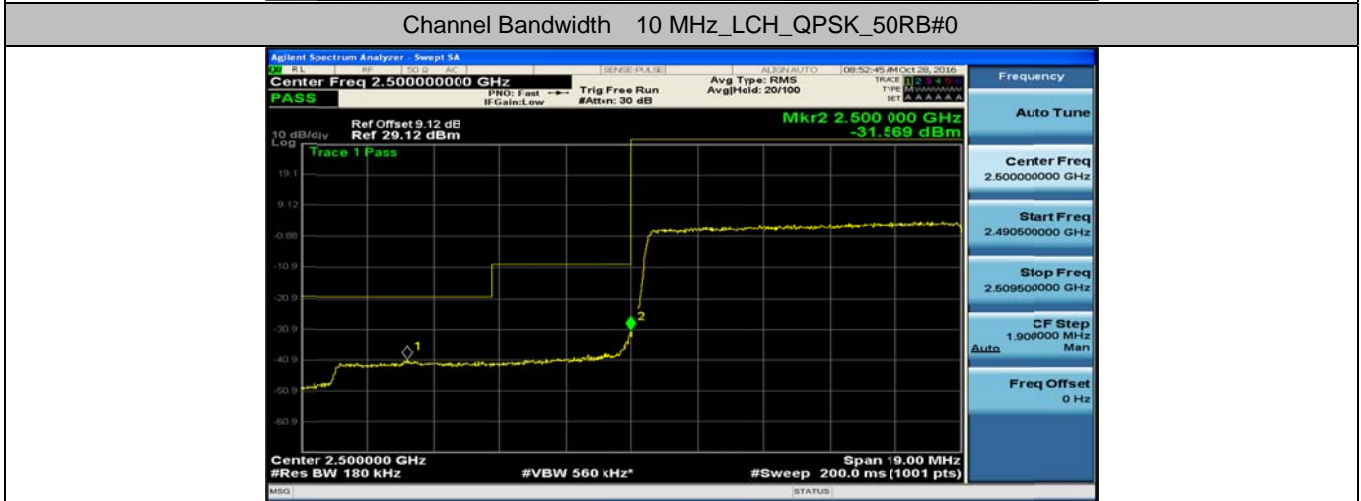 Channel Bandwidth 10 MHz_LCH_QPSK_50RB#0
Agilent Spectrum Analyzer - Swept SA
RL RF 50 Ω AC SENSE:PULSE ALIGN AUTO 08:52:45 AM Oct 28, 2016
Center Freq 2.500000000 GHz
PASS
PNO: Fast
IFGain:Low
Trig: Free Run
#Atten: 30 dB
Avg Type: RMS
Avg|Held: 20/100
TRACE 1 2 3 4 5 6
TYPE M
DET A A A A A A
Ref Offset 9.12 dB
10 dB/div Ref 29.12 dBm
Log
Mkr2 2.500 000 GHz
-31.569 dBm
Trace 1 Pass
19.1
9.12
-0.88
-10.9
-20.9
-30.9
-40.9
-50.9
-60.9
1
2
Center 2.500000 GHz
Span 19.00 MHz
#Res BW 180 kHz
#VBW 560 kHz*
#Sweep 200.0 ms (1001 pts)
MSG
STATUS
Frequency
Auto Tune
Center Freq
2.500000000 GHz
Start Freq
2.490500000 GHz
Stop Freq
2.509500000 GHz
CF Step
1.900000 MHz
Auto Man
Freq Offset
0 Hz